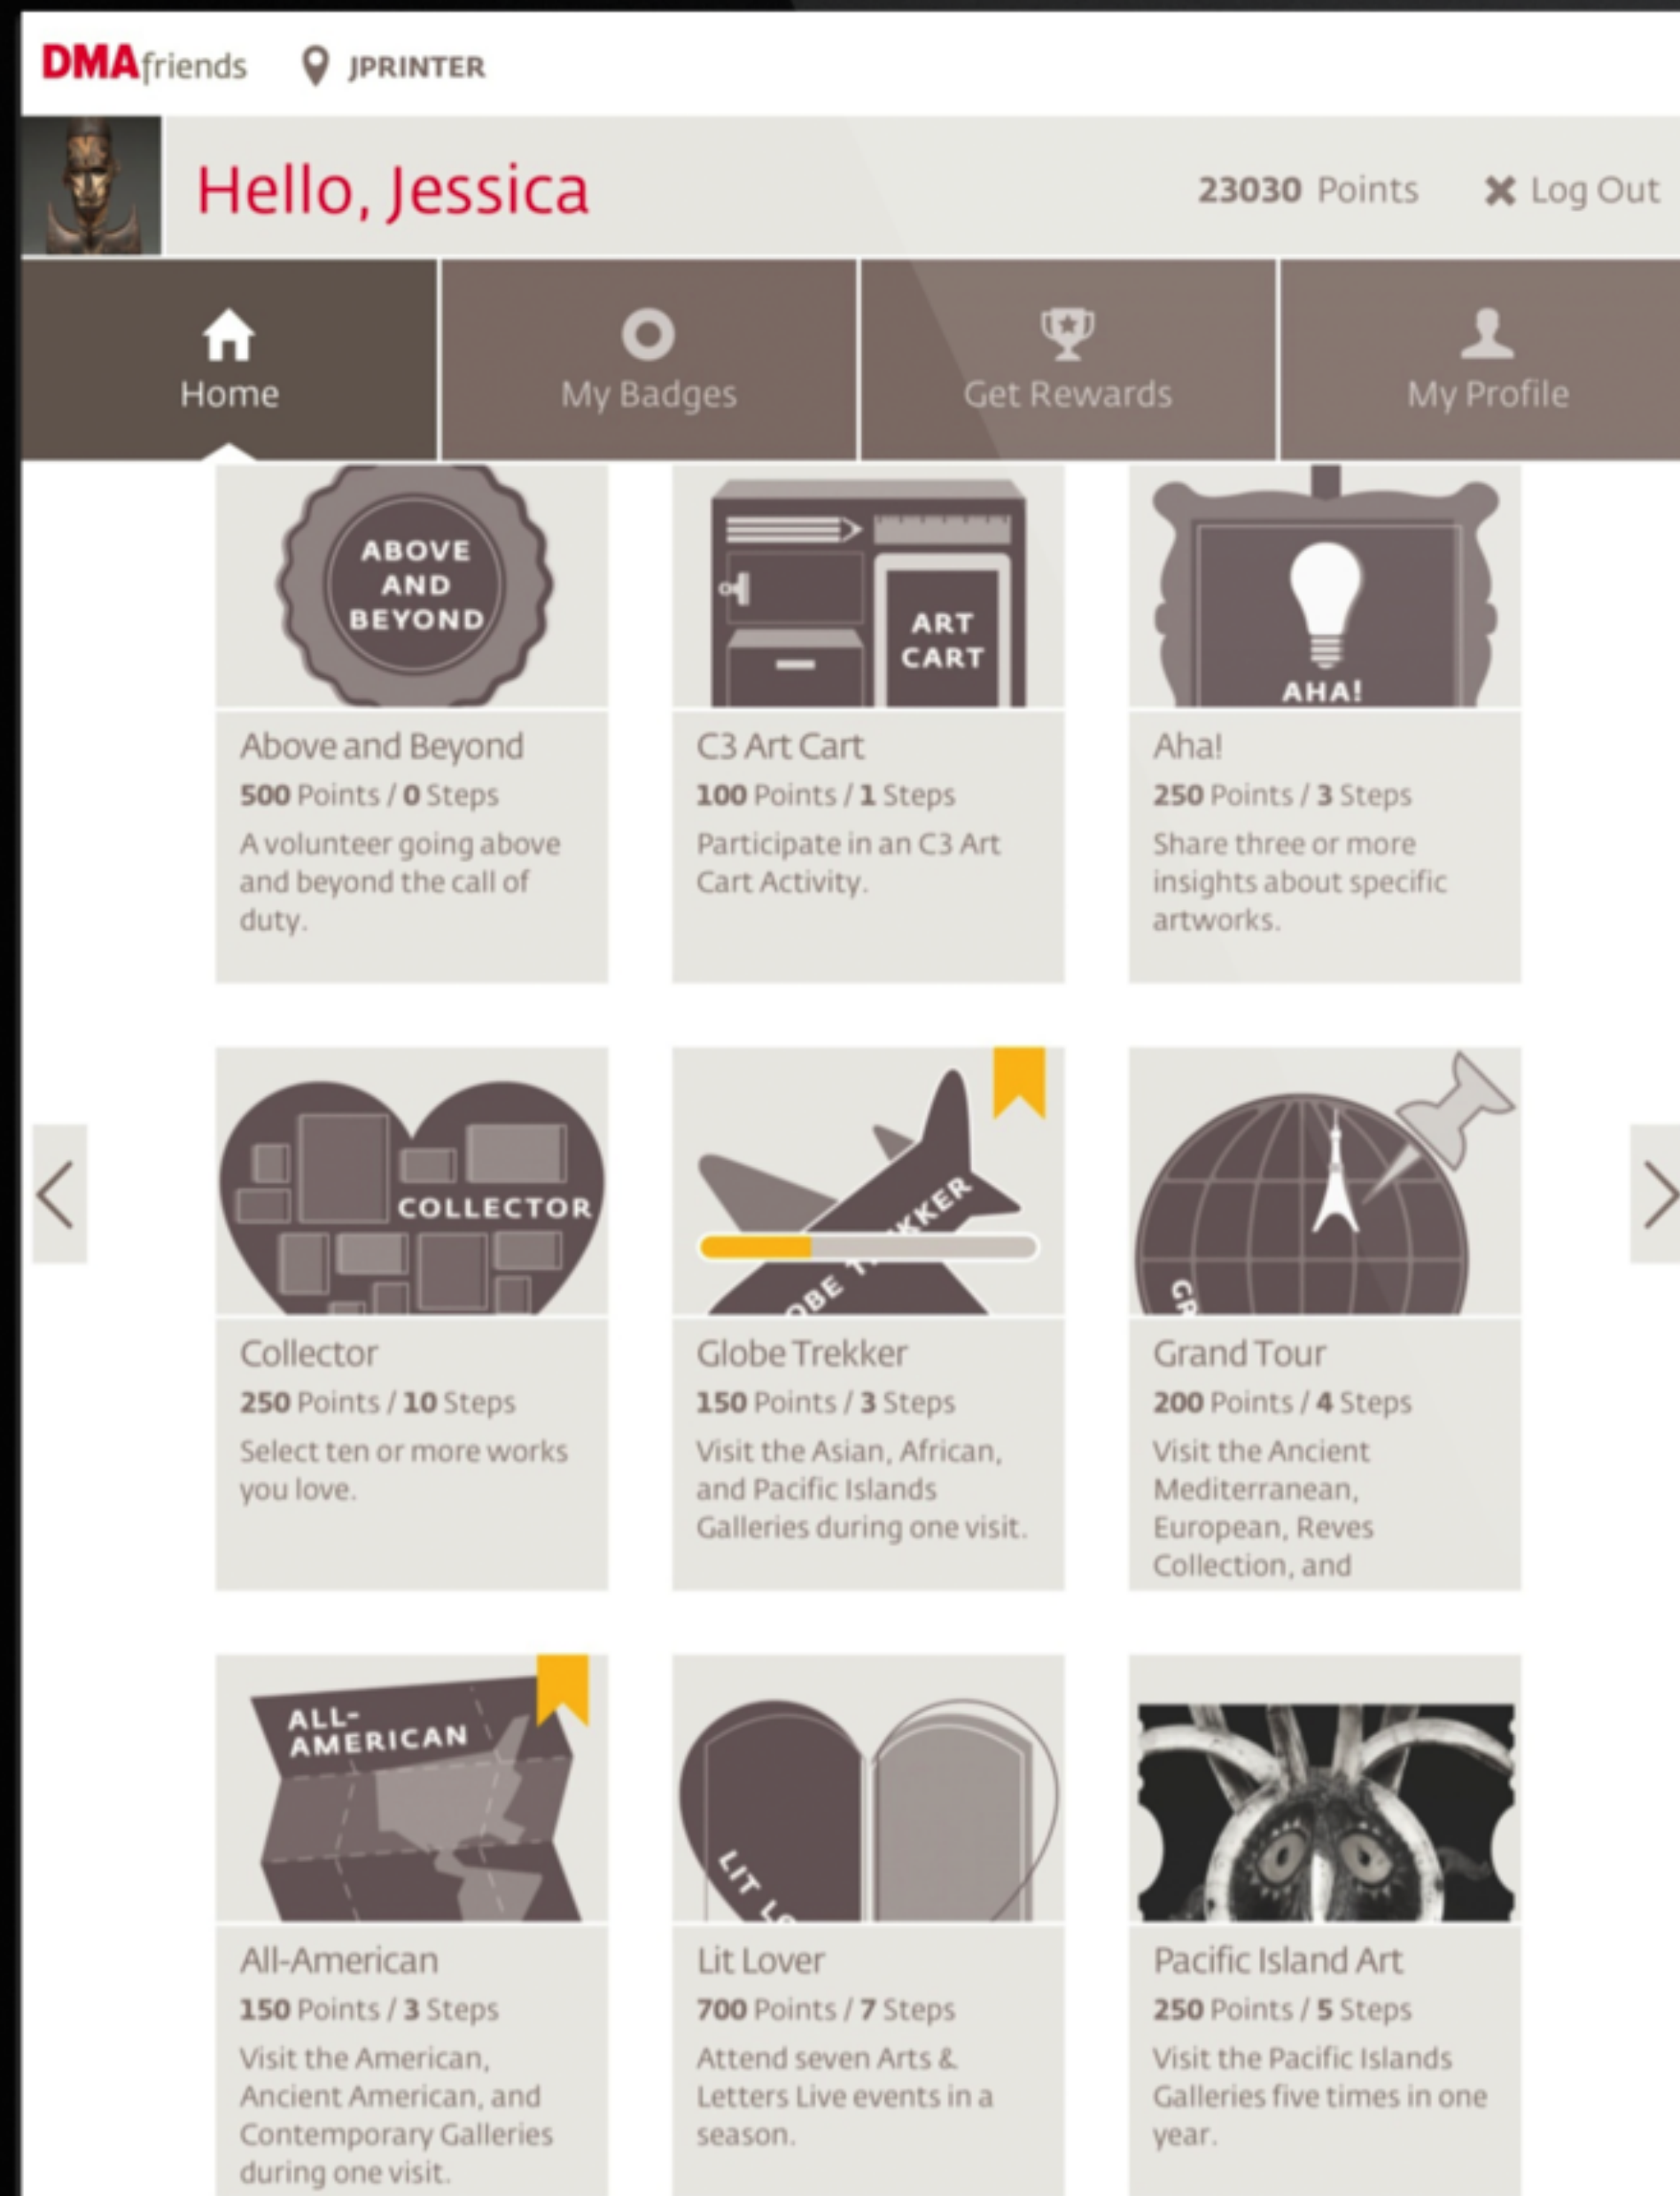 DMAfriends JPRINTER
Hello, Jessica 23030 Points Log Out
Home My Badges Get Rewards My Profile
ABOVE
AND
BEYOND
ART
CART
AHA!
Above and Beyond
500 Points / 0 Steps
A volunteer going above
and beyond the call of
duty.
C3 Art Cart
100 Points / 1 Steps
Participate in an C3 Art
Cart Activity.
Aha!
250 Points / 3 Steps
Share three or more
insights about specific
artworks.
COLLECTOR
Collector
250 Points / 10 Steps
Select ten or more works
you love.
Globe Trekker
150 Points / 3 Steps
Visit the Asian, African,
and Pacific Islands
Galleries during one visit.
Grand Tour
200 Points / 4 Steps
Visit the Ancient
Mediterranean,
European, Reves
Collection, and
ALL-
AMERICAN
All-American
150 Points / 3 Steps
Visit the American,
Ancient American, and
Contemporary Galleries
during one visit.
LIT
Lit Lover
700 Points / 7 Steps
Attend seven Arts &
Letters Live events in a
season.
Pacific Island Art
250 Points / 5 Steps
Visit the Pacific Islands
Galleries five times in one
year.